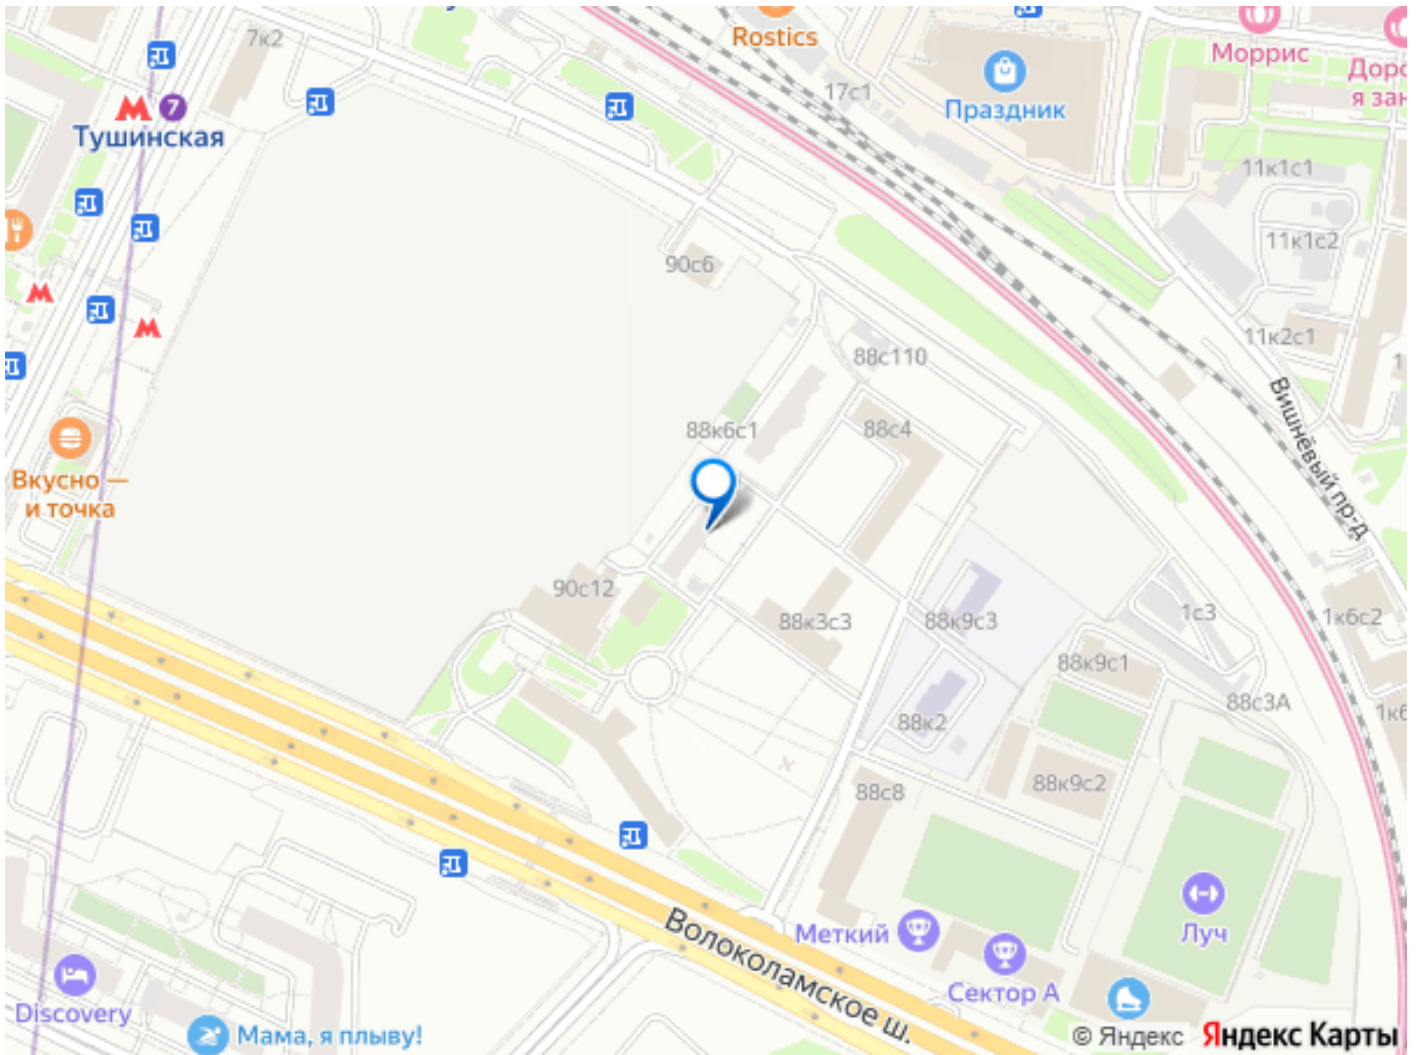 7к2
Rostics
Моррис
17с1
Праздник
7
Тушинская
11к1с1
11к1с2
90с6
11к2с1
88с110
Вишнёвый пр-д
88к6с1
88с4
Вкусно —
и точка
90с12
88к3с3
88к9с3
1с3
1к6с2
88к9с1
88с3А
88к2
88к9с2
88с8
Волоколамское ш.
Меткий
Луч
Сектор А
Discovery
Мама, я плыву!
© Яндекс Яндекс Карты